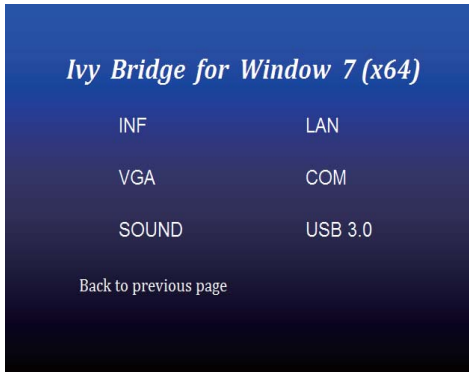 Ivy Bridge for Window 7 (x64)
INF LAN
VGA COM
SOUND USB 3.0
Back to previous page